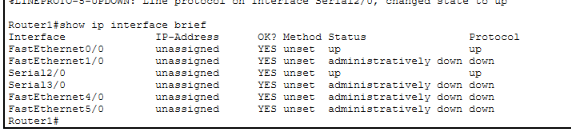 %LINEPROTO-5-UPDOWN: Line protocol on Interface Serial2/0, changed state to up
Router1#show ip interface brief
Interface IP-Address OK? Method Status Protocol
FastEthernet0/0 unassigned YES unset up up
FastEthernet1/0 unassigned YES unset administratively down down
Serial2/0 unassigned YES unset up up
Serial3/0 unassigned YES unset administratively down down
FastEthernet4/0 unassigned YES unset administratively down down
FastEthernet5/0 unassigned YES unset administratively down down
Router1#